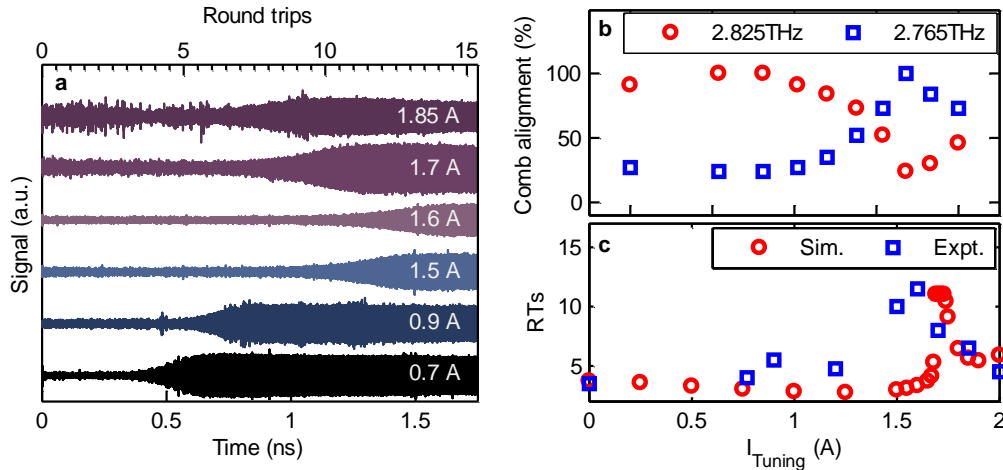 Round trips
0 5 10 15
a
1.85 A
1.7 A
1.6 A
1.5 A
0.9 A
0.7 A
Signal (a.u.)
0 0.5 1 1.5
Time (ns)
b
2.825THz 2.765THz
Comb alignment (%)
100
50
0
c
Sim. Expt.
RTs
15
10
5
0 0.5 1 1.5 2
I_Tuning (A)